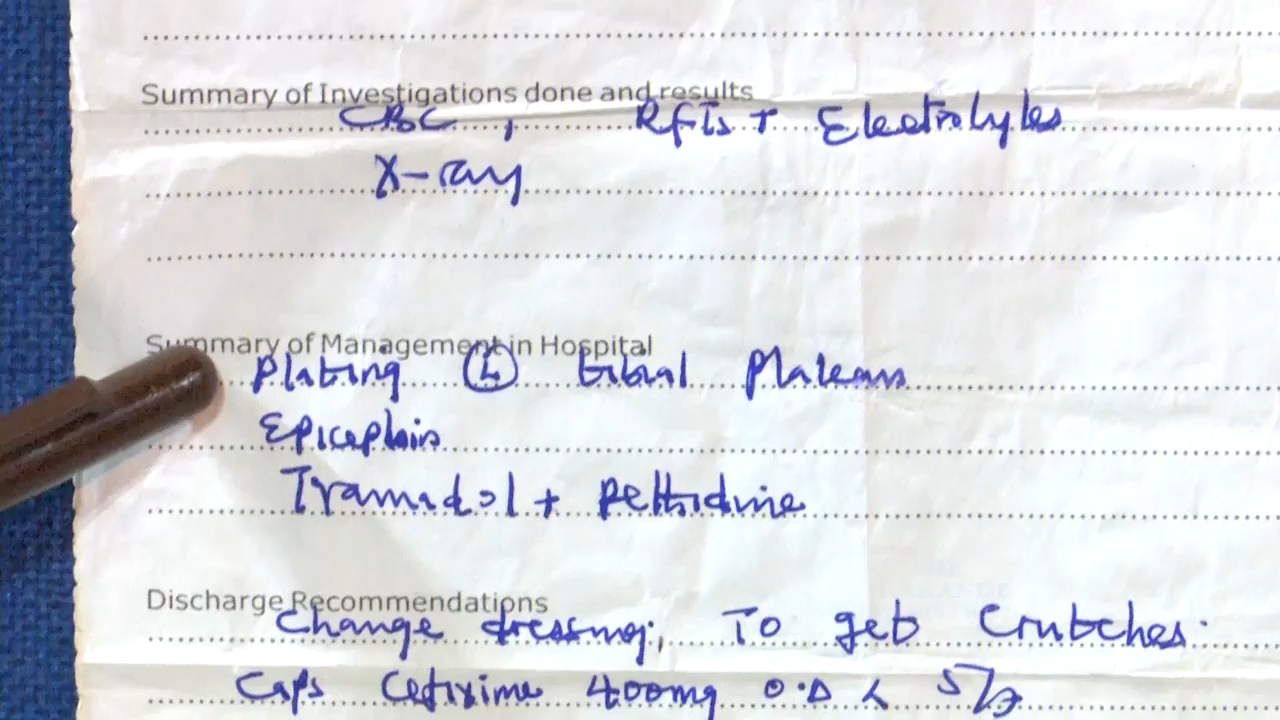 Summary of Investigations done and results
CBC, RFTs + Electrolytes
X-ray
Summary of Management in Hospital
Plating Ⓛ tibial Plateau
Epicephin
Tramadol + Pethidine
Discharge Recommendations
Change dressing, To get Crutches.
Caps Cefixime 400mg O.D x 5/7